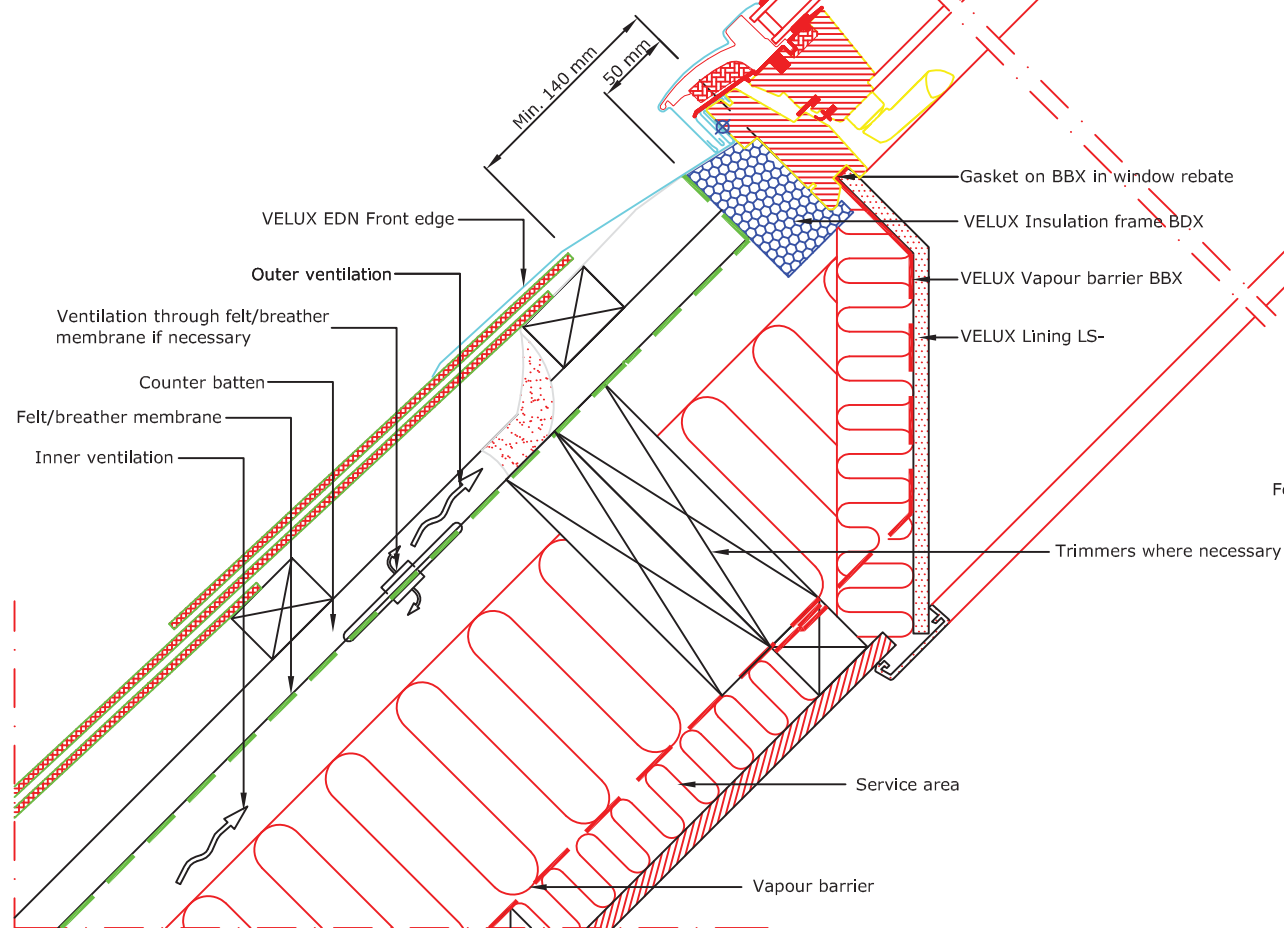 Min. 140 mm
50 mm
Gasket on BBX in window rebate
VELUX Insulation frame BDX
VELUX EDN Front edge
Outer ventilation
VELUX Vapour barrier BBX
Ventilation through felt/breather
membrane if necessary
VELUX Lining LS-
Counter batten
Felt/breather membrane
Inner ventilation
Trimmers where necessary
Service area
Vapour barrier